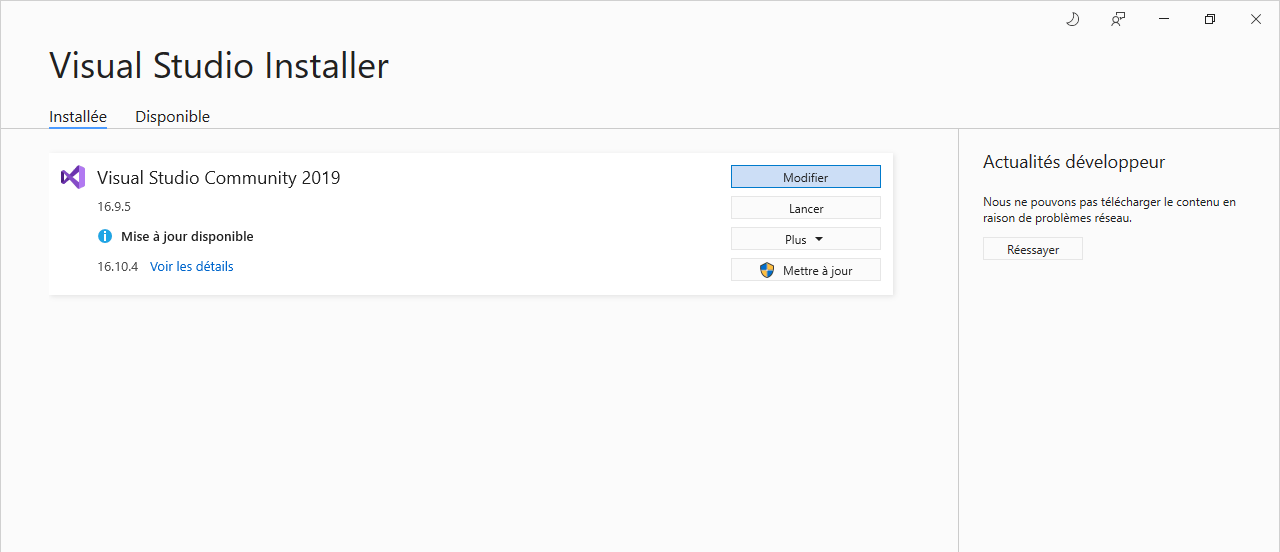 Visual Studio Installer
Installée
Disponible
Visual Studio Community 2019
16.9.5
Mise à jour disponible
16.10.4 Voir les détails
Modifier
Lancer
Plus
Mettre à jour
Actualités développeur
Nous ne pouvons pas télécharger le contenu en
raison de problèmes réseau.
Réessayer